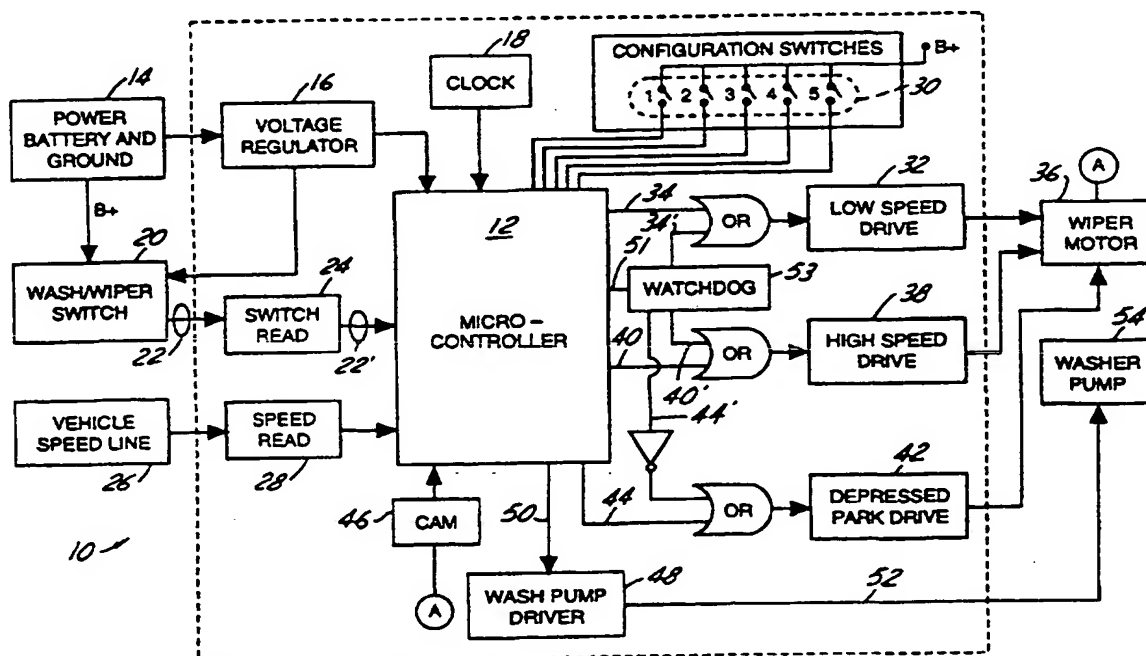 18
CONFIGURATION SWITCHES
B+
CLOCK
1 2 3 4 5
30
14
16
POWER
BATTERY AND
GROUND
VOLTAGE
REGULATOR
B+
20
WASH/WIPER
SWITCH
22
24
SWITCH
READ
22'
VEHICLE
SPEED LINE
26
SPEED
READ
28
12
MICRO-
CONTROLLER
34
34'
OR
32
LOW SPEED
DRIVE
36
A
WIPER
MOTOR
51
WATCHDOG
53
40
40'
OR
38
HIGH SPEED
DRIVE
54
WASHER
PUMP
44'
44
OR
42
DEPRESSED
PARK DRIVE
46
CAM
A
50
48
WASH PUMP
DRIVER
52
10